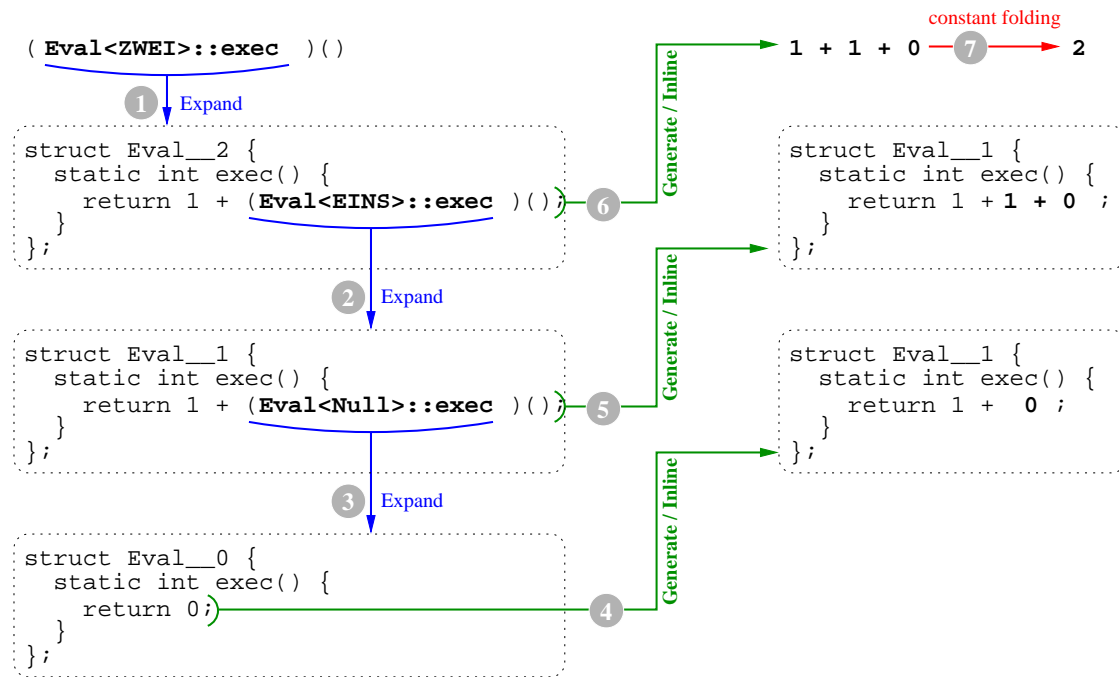 constant folding
( Eval<ZWEI>::exec )()
1 + 1 + 0
7
2
1
Expand
struct Eval__2 {
static int exec() {
return 1 + (Eval<EINS>::exec )();
}
};
6
Generate / Inline
struct Eval__1 {
static int exec() {
return 1 + 1 + 0 ;
}
};
2
Expand
struct Eval__1 {
static int exec() {
return 1 + (Eval<Null>::exec )();
}
};
5
Generate / Inline
struct Eval__1 {
static int exec() {
return 1 + 0 ;
}
};
3
Expand
struct Eval__0 {
static int exec() {
return 0;
}
};
4
Generate / Inline